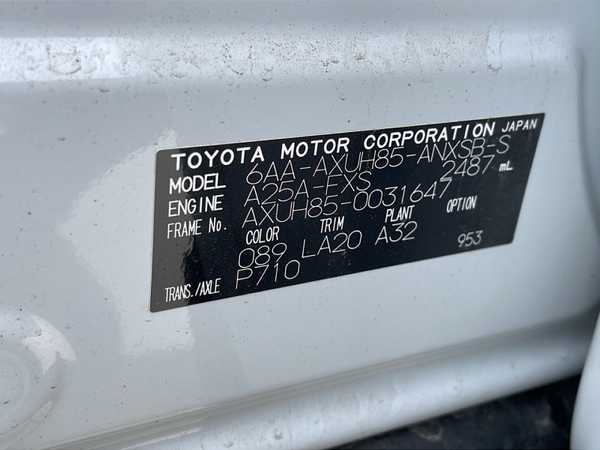 TOYOTA MOTOR CORPORATION JAPAN
MODEL 6AA-AXUH85-ANXSB-S
ENGINE A25A-FXS 2487 mL
FRAME No. AXUH85-0031647
COLOR TRIM PLANT OPTION
089 LA20 A32 953
TRANS./AXLE P710